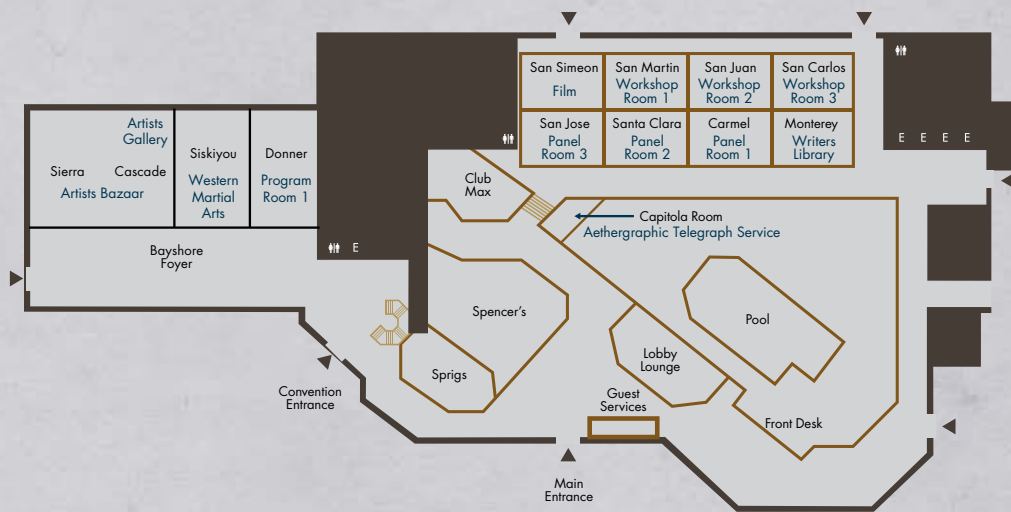 San Simeon
Film
San Martin
Workshop
Room 1
San Juan
Workshop
Room 2
San Carlos
Workshop
Room 3
San Jose
Panel
Room 3
Santa Clara
Panel
Room 2
Carmel
Panel
Room 1
Monterey
Writers
Library
E E E E
Artists
Gallery
Sierra
Cascade
Artists Bazaar
Siskiyou
Western
Martial
Arts
Donner
Program
Room 1
Club
Max
Capitola Room
Aethergraphic Telegraph Service
E
Bayshore
Foyer
Spencer's
Pool
Lobby
Lounge
Sprigs
Convention
Entrance
Guest
Services
Front Desk
Main
Entrance